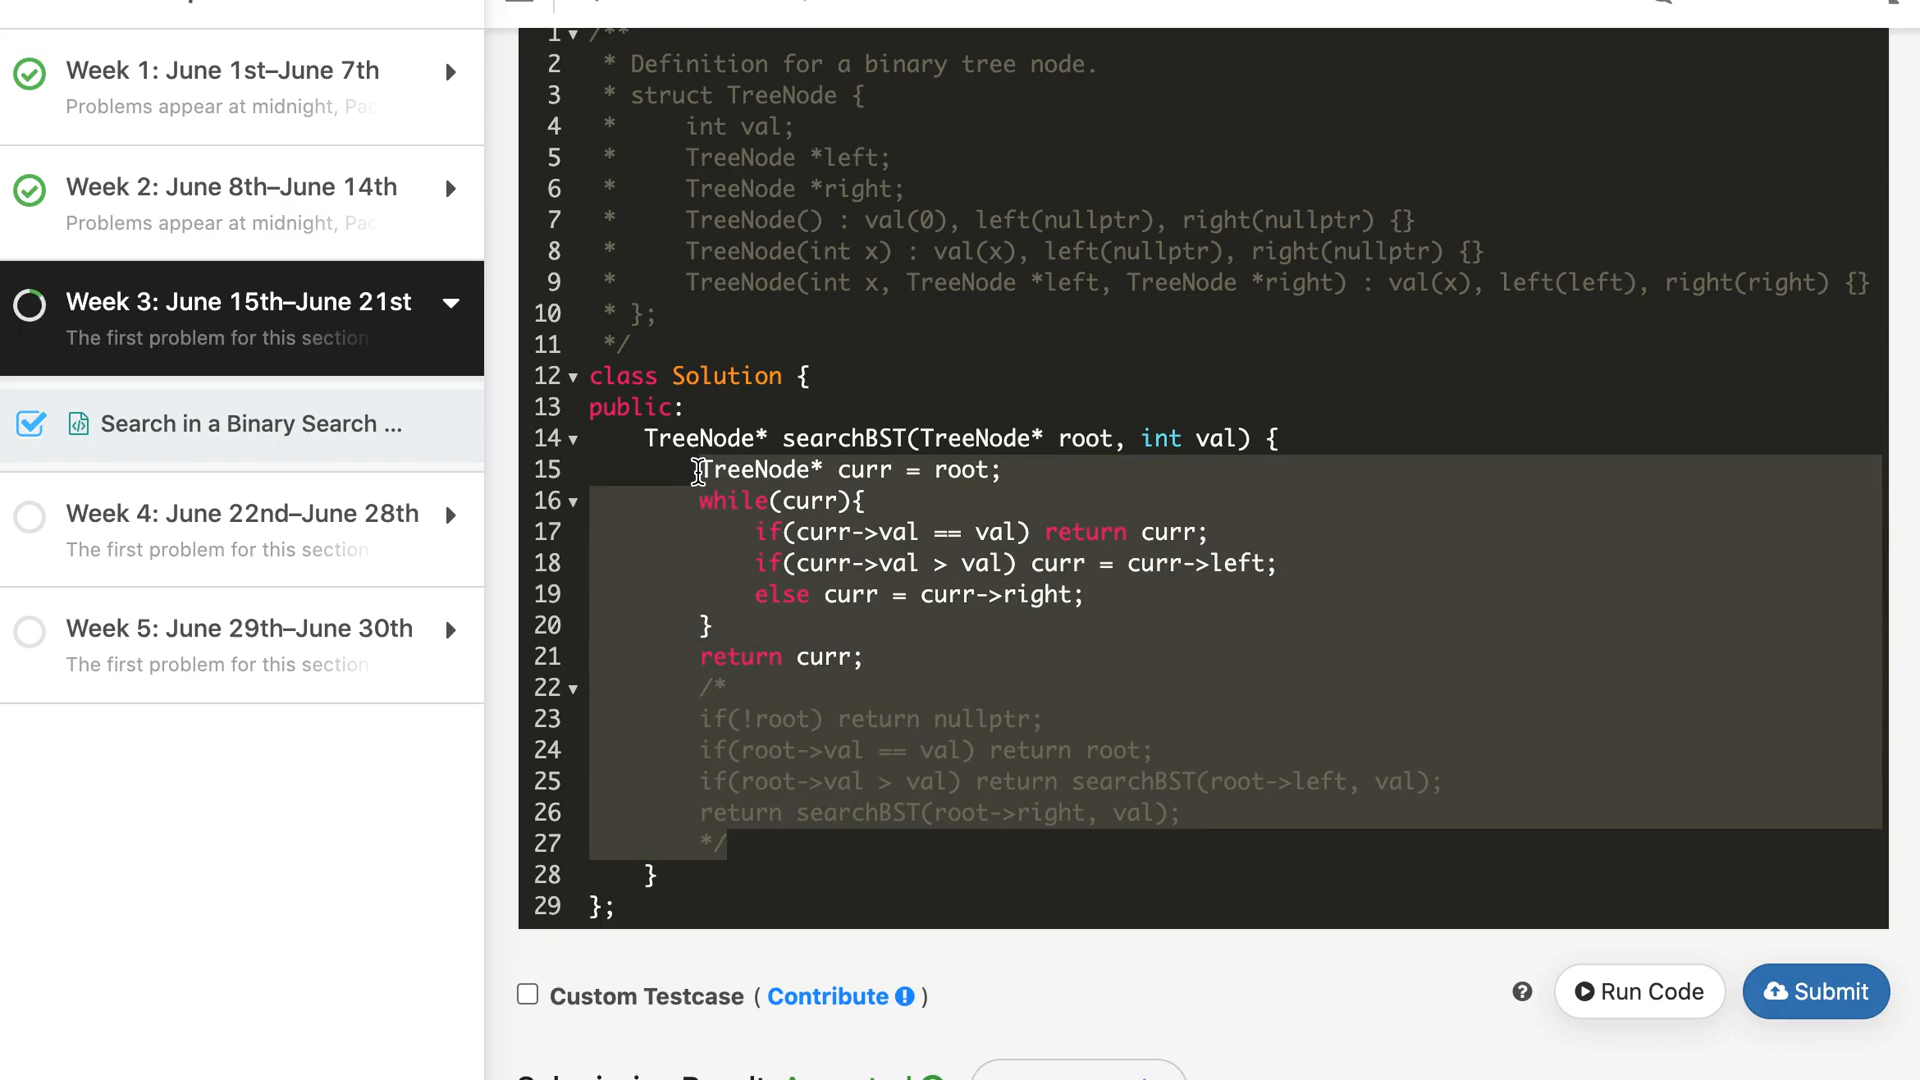 Week 1: June 1st–June 7th
Problems appear at midnight, Pac
Week 2: June 8th–June 14th
Problems appear at midnight, Pac
Week 3: June 15th–June 21st
The first problem for this section
Search in a Binary Search ...
Week 4: June 22nd–June 28th
The first problem for this section
Week 5: June 29th–June 30th
The first problem for this section
1 /**
2 * Definition for a binary tree node.
3 * struct TreeNode {
4 *     int val;
5 *     TreeNode *left;
6 *     TreeNode *right;
7 *     TreeNode() : val(0), left(nullptr), right(nullptr) {}
8 *     TreeNode(int x) : val(x), left(nullptr), right(nullptr) {}
9 *     TreeNode(int x, TreeNode *left, TreeNode *right) : val(x), left(left), right(right) {}
10 * };
11 */
12 class Solution {
13 public:
14     TreeNode* searchBST(TreeNode* root, int val) {
15         TreeNode* curr = root;
16         while(curr){
17             if(curr->val == val) return curr;
18             if(curr->val > val) curr = curr->left;
19             else curr = curr->right;
20         }
21         return curr;
22         /*
23         if(!root) return nullptr;
24         if(root->val == val) return root;
25         if(root->val > val) return searchBST(root->left, val);
26         return searchBST(root->right, val);
27         */
28     }
29 };
Custom Testcase ( Contribute )
Run Code
Submit